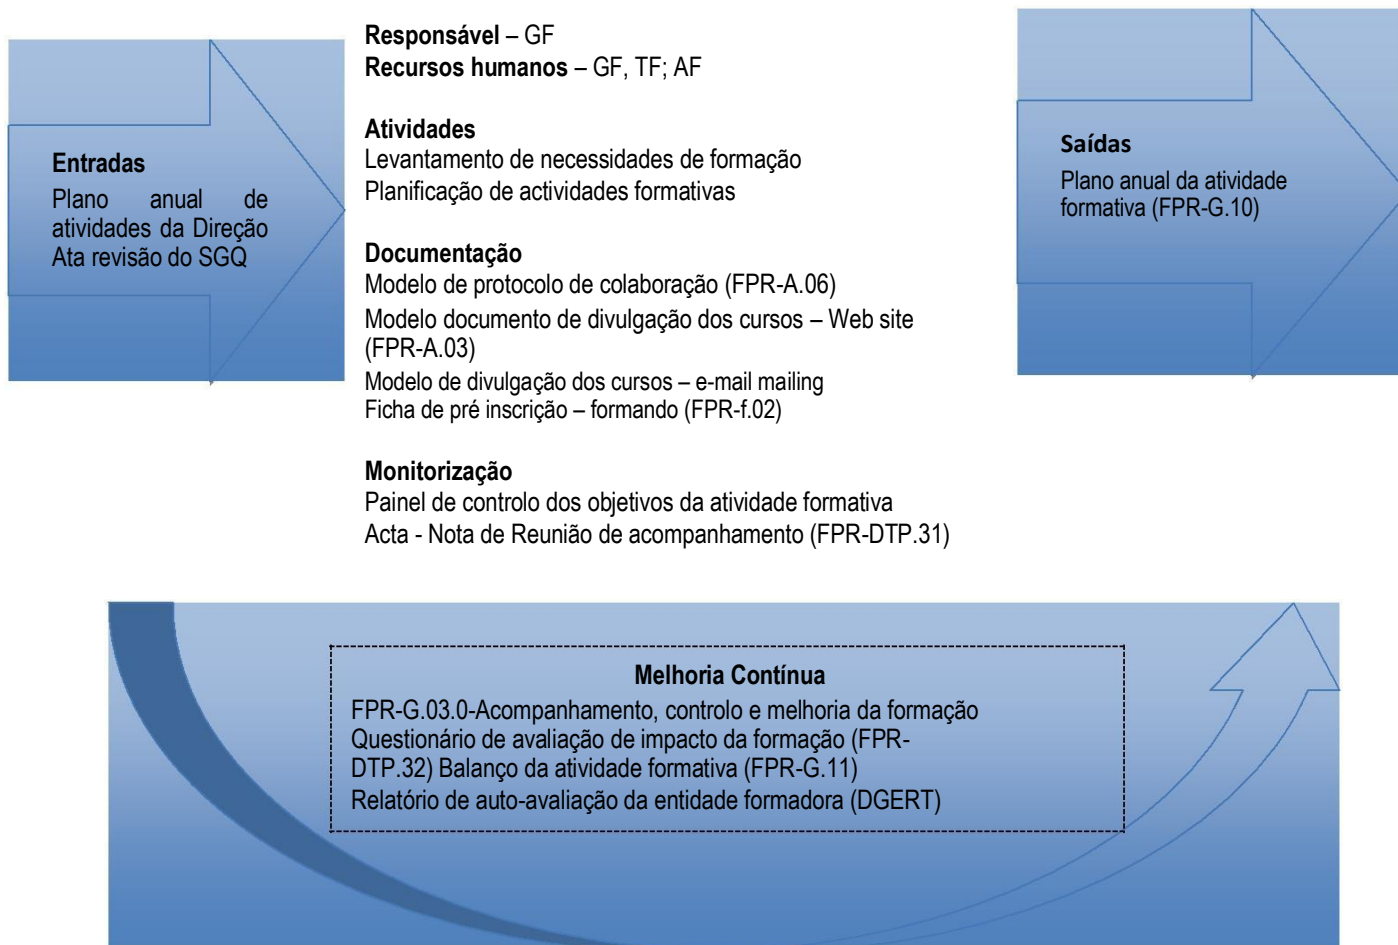 Responsável – GF
Recursos humanos – GF, TF; AF
Entradas
Plano anual de
atividades da Direção
Ata revisão do SGQ
Atividades
Levantamento de necessidades de formação
Planificação de actividades formativas
Documentação
Modelo de protocolo de colaboração (FPR-A.06)
Modelo documento de divulgação dos cursos – Web site
(FPR-A.03)
Modelo de divulgação dos cursos – e-mail mailing
Ficha de pré inscrição – formando (FPR-f.02)
Monitorização
Painel de controlo dos objetivos da atividade formativa
Acta - Nota de Reunião de acompanhamento (FPR-DTP.31)
Saídas
Plano anual da atividade
formativa (FPR-G.10)
Melhoria Contínua
FPR-G.03.0-Acompanhamento, controlo e melhoria da formação
Questionário de avaliação de impacto da formação (FPR-
DTP.32) Balanço da atividade formativa (FPR-G.11)
Relatório de auto-avaliação da entidade formadora (DGERT)